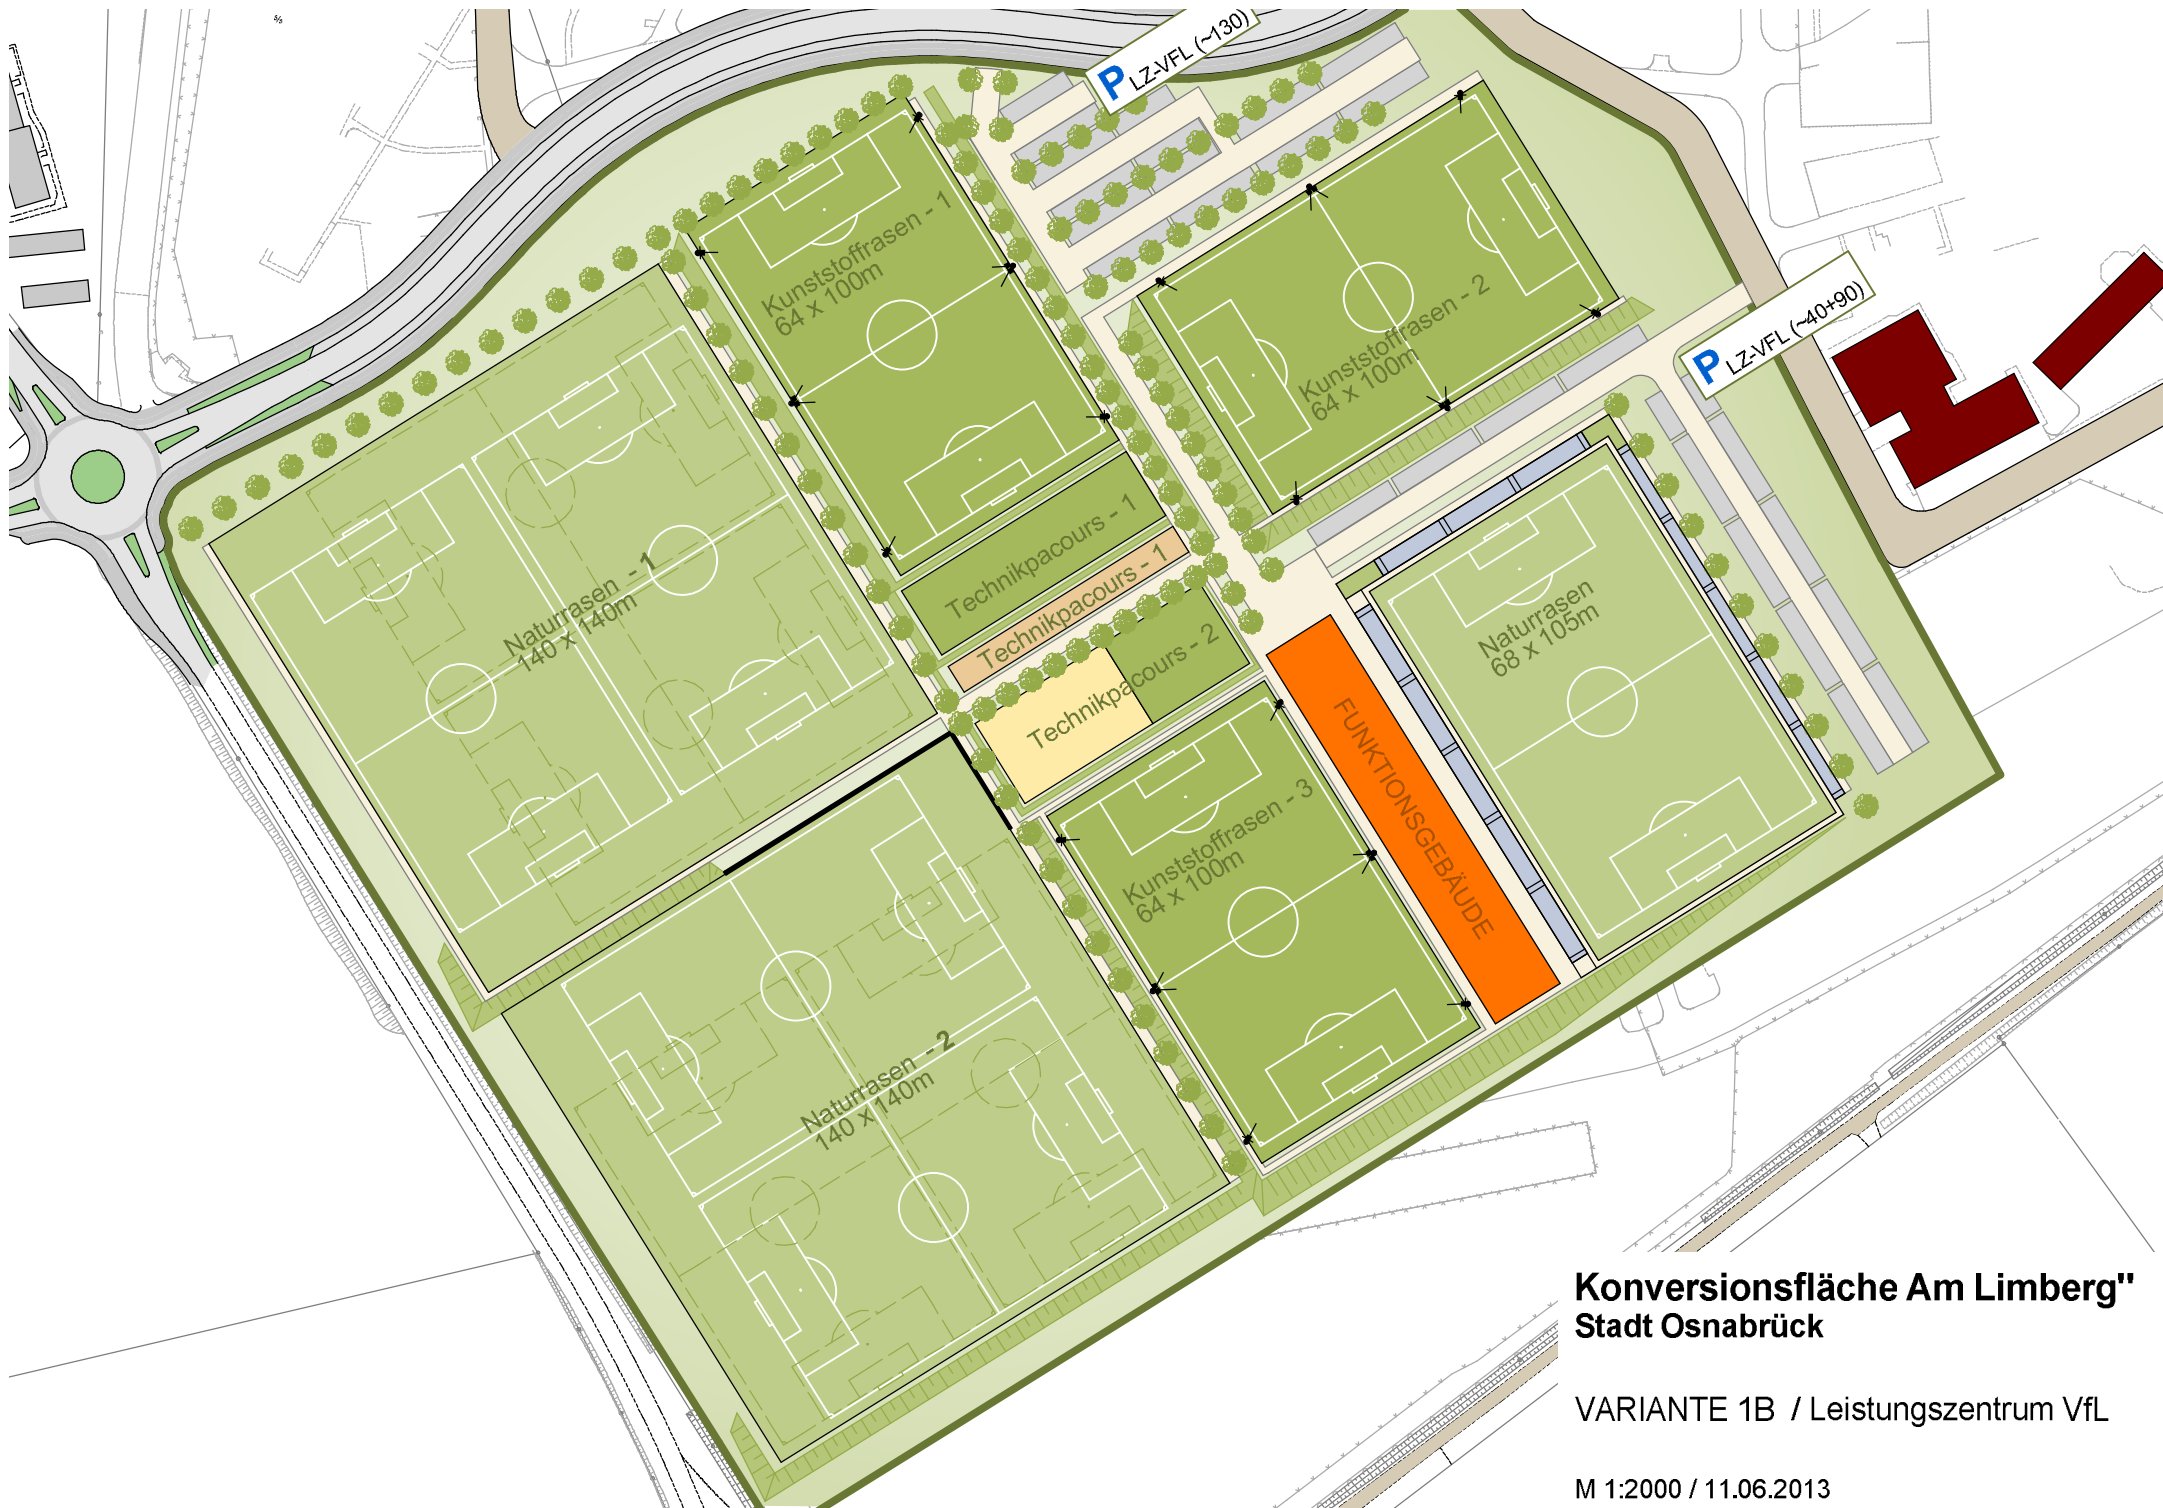 P LZ-VFL (~130)
Kunststoffrasen - 1
64 x 100m
Kunststoffrasen - 2
64 x 100m
P LZ-VFL (~40+90)
Technikpacours - 1
Technikpacours - 1
Technikpacours - 2
Naturrasen - 1
140 x 140m
Naturrasen
68 x 105m
FUNKTIONSGEBÄUDE
Kunststoffrasen - 3
64 x 100m
Naturrasen - 2
140 x 140m
Konversionsfläche Am Limberg"
Stadt Osnabrück
VARIANTE 1B / Leistungszentrum VfL
M 1:2000 / 11.06.2013